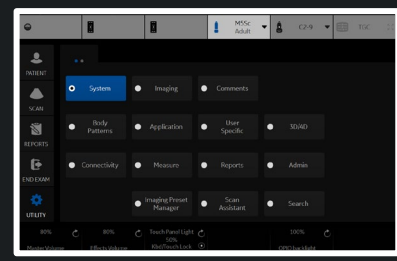 M5Sc
Adult
C2-9
TGC
PATIENT
SCAN
REPORTS
END EXAM
UTILITY
System
Imaging
Comments
Body
Patterns
Application
User
Specific
3D/4D
Connectivity
Measure
Reports
Admin
Imaging Preset
Manager
Scan
Assistant
Search
80%
80%
Touch Panel Light
50%
100%
Master Volume
Effects Volume
Kbd/Touch Lock
OPIO backlight